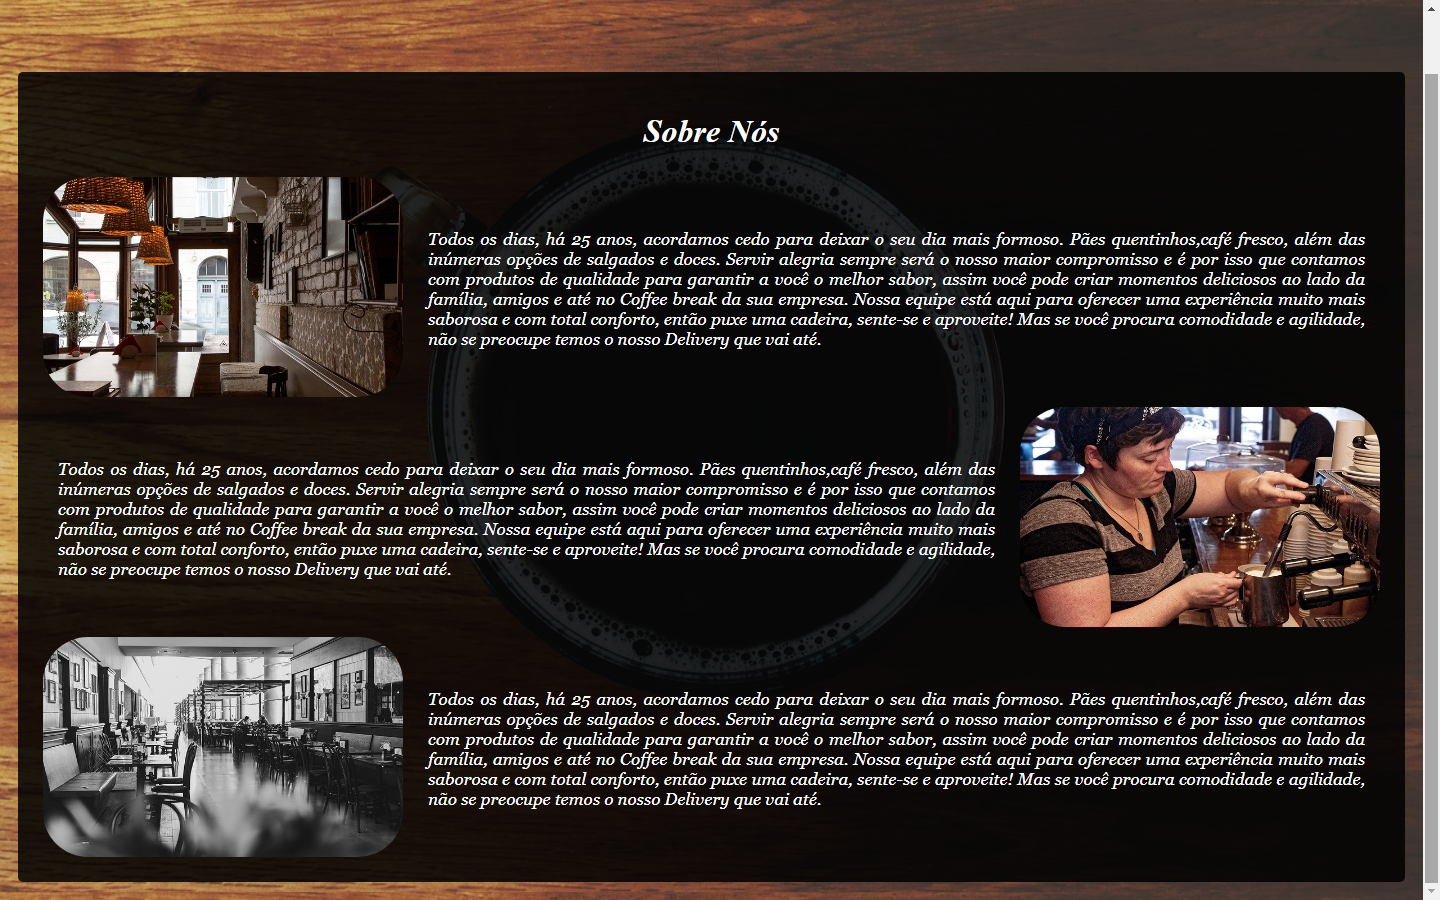 Sobre Nós
Todos os dias, há 25 anos, acordamos cedo para deixar o seu dia mais formoso. Pães quentinhos,café fresco, além das
inúmeras opções de salgados e doces. Servir alegria sempre será o nosso maior compromisso e é por isso que contamos
com produtos de qualidade para garantir a você o melhor sabor, assim você pode criar momentos deliciosos ao lado da
família, amigos e até no Coffee break da sua empresa. Nossa equipe está aqui para oferecer uma experiência muito mais
saborosa e com total conforto, então puxe uma cadeira, sente-se e aproveite! Mas se você procura comodidade e agilidade,
não se preocupe temos o nosso Delivery que vai até.
Todos os dias, há 25 anos, acordamos cedo para deixar o seu dia mais formoso. Pães quentinhos,café fresco, além das
inúmeras opções de salgados e doces. Servir alegria sempre será o nosso maior compromisso e é por isso que contamos
com produtos de qualidade para garantir a você o melhor sabor, assim você pode criar momentos deliciosos ao lado da
família, amigos e até no Coffee break da sua empresa. Nossa equipe está aqui para oferecer uma experiência muito mais
saborosa e com total conforto, então puxe uma cadeira, sente-se e aproveite! Mas se você procura comodidade e agilidade,
não se preocupe temos o nosso Delivery que vai até.
Todos os dias, há 25 anos, acordamos cedo para deixar o seu dia mais formoso. Pães quentinhos,café fresco, além das
inúmeras opções de salgados e doces. Servir alegria sempre será o nosso maior compromisso e é por isso que contamos
com produtos de qualidade para garantir a você o melhor sabor, assim você pode criar momentos deliciosos ao lado da
família, amigos e até no Coffee break da sua empresa. Nossa equipe está aqui para oferecer uma experiência muito mais
saborosa e com total conforto, então puxe uma cadeira, sente-se e aproveite! Mas se você procura comodidade e agilidade,
não se preocupe temos o nosso Delivery que vai até.